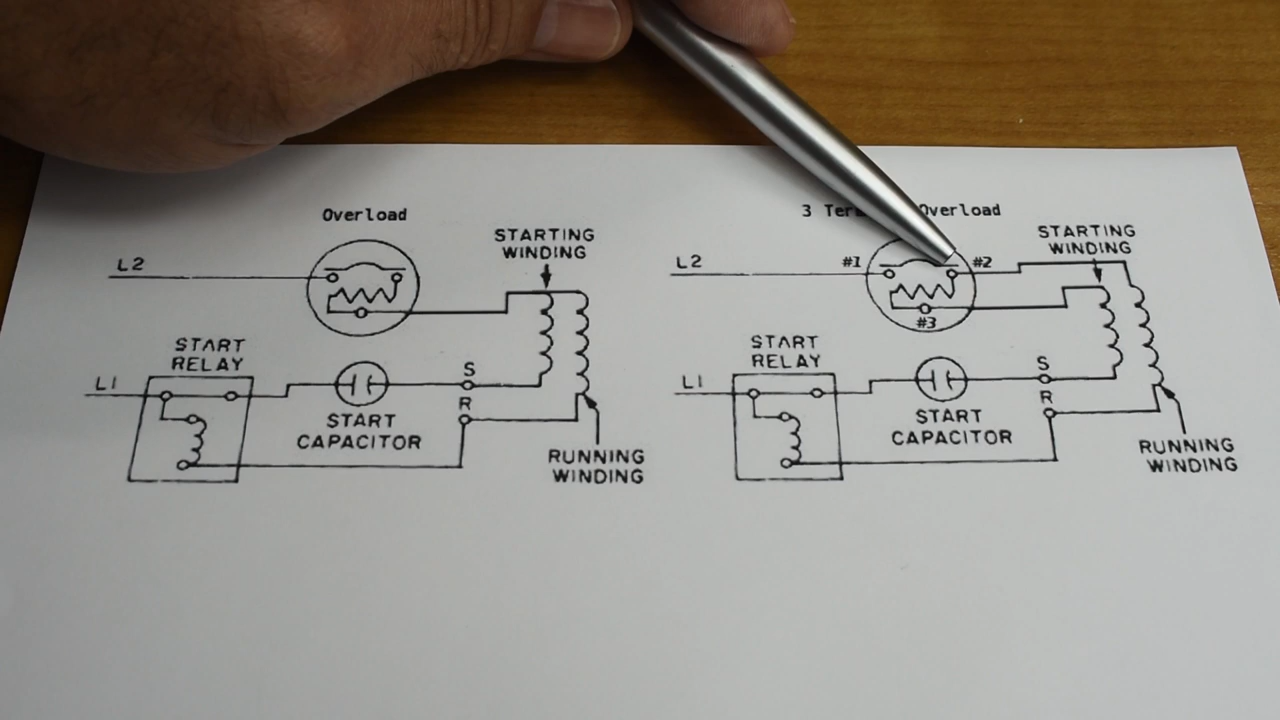 Overload
STARTING
WINDING
L2
START
RELAY
L1
S
R
START
CAPACITOR
RUNNING
WINDING
3 Overload
STARTING
WINDING
L2
#1
#2
#3
START
RELAY
L1
S
R
START
CAPACITOR
RUNNING
WINDING